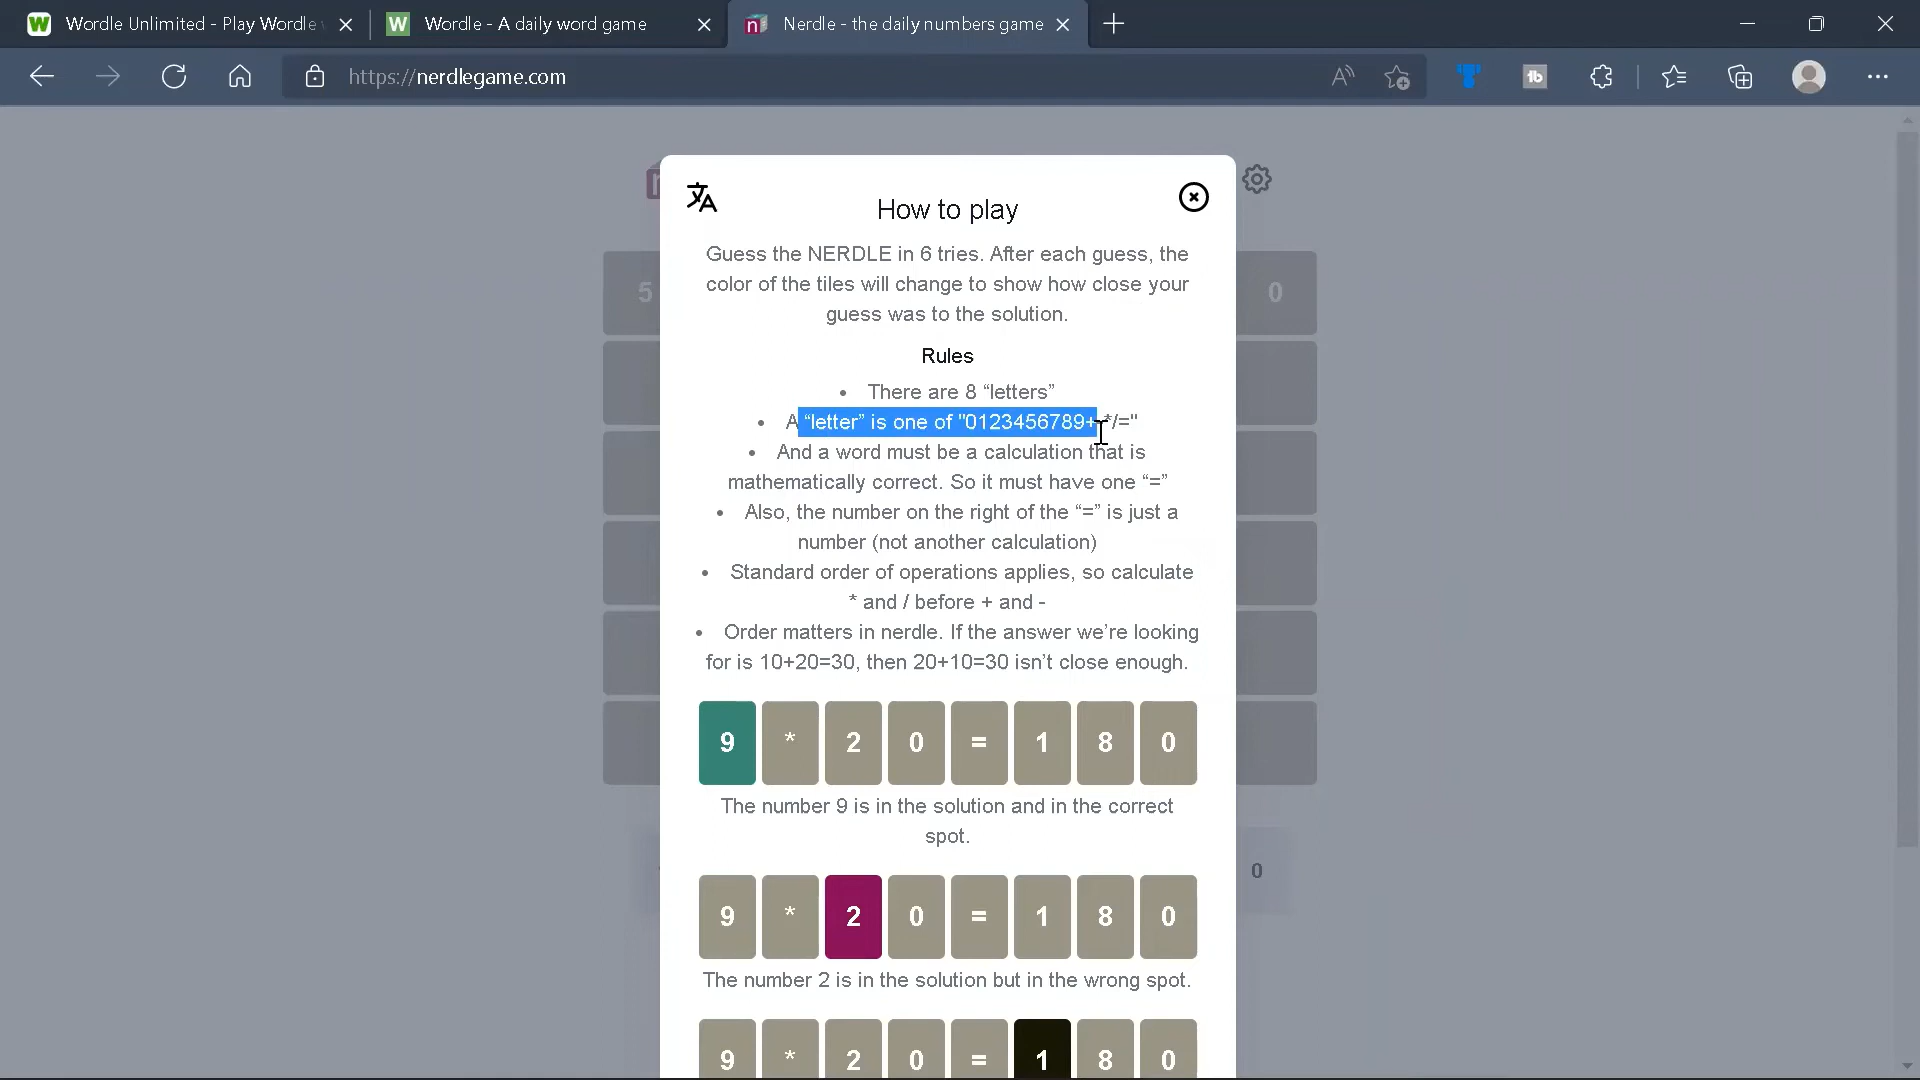 Wordle Unlimited - Play Wordle
Wordle - A daily word game
Nerdle - the daily numbers game
https://nerdlegame.com
How to play
Guess the NERDLE in 6 tries. After each guess, the
color of the tiles will change to show how close your
guess was to the solution.
Rules
• There are 8 “letters”
• A “letter” is one of "0123456789+-*/="
• And a word must be a calculation that is
mathematically correct. So it must have one “=”
• Also, the number on the right of the “=” is just a
number (not another calculation)
• Standard order of operations applies, so calculate
* and / before + and -
• Order matters in nerdle. If the answer we’re looking
for is 10+20=30, then 20+10=30 isn’t close enough.
5 0
9 * 2 0 = 1 8 0
The number 9 is in the solution and in the correct
spot.
0
9 * 2 0 = 1 8 0
The number 2 is in the solution but in the wrong spot.
9 * 2 0 = 1 8 0